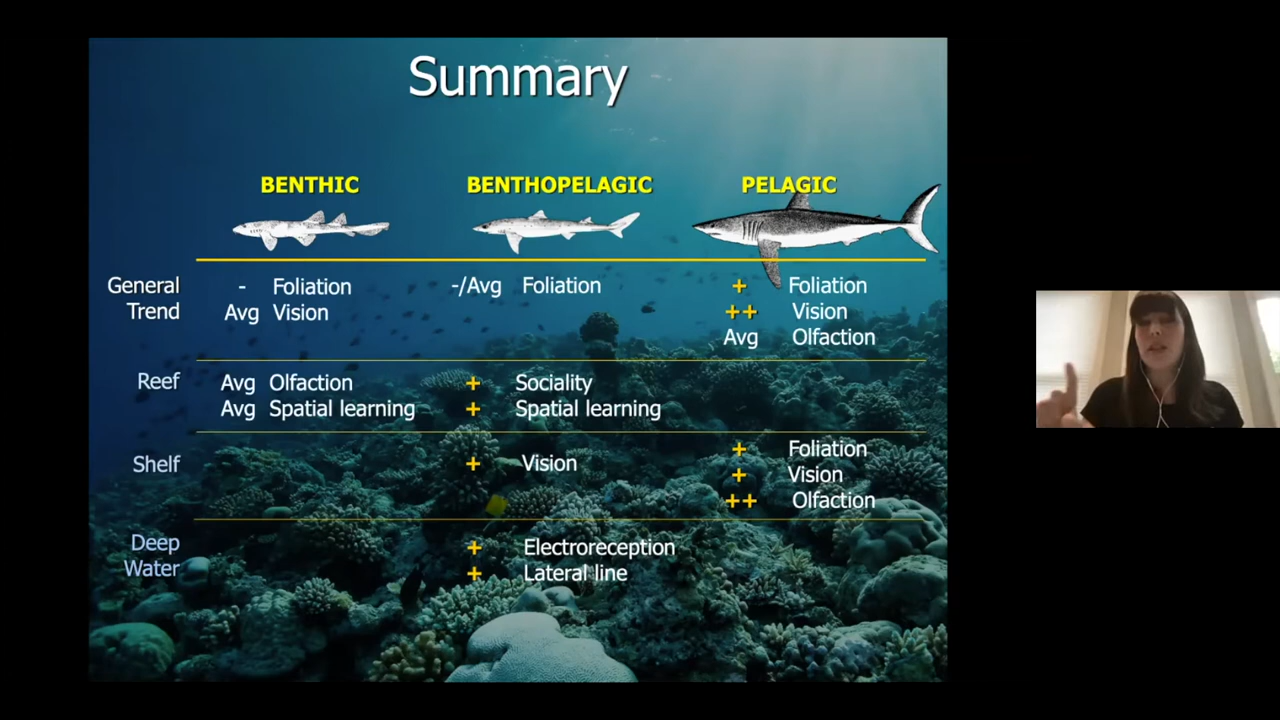 Summary
BENTHIC BENTHOPELAGIC PELAGIC
General Trend
- Foliation
Avg Vision
-/Avg Foliation
+ Foliation
++ Vision
Avg Olfaction
Reef
Avg Olfaction
Avg Spatial learning
+ Sociality
+ Spatial learning
Shelf
+ Vision
+ Foliation
+ Vision
++ Olfaction
Deep Water
+ Electroreception
+ Lateral line